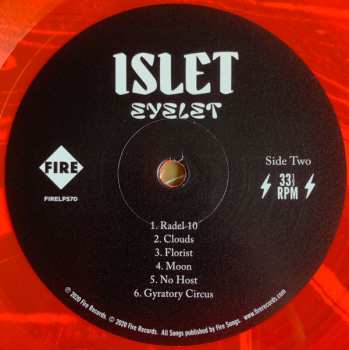 ISLET
EYELET
FIRE
FIRELP570
Side Two
33⅓
RPM
1. Radel 10
2. Clouds
3. Florist
4. Moon
5. No Host
6. Gyratory Circus
℗ 2020 Fire Records. © 2020 Fire Records. All Songs published by Fire Songs. www.firerecords.com